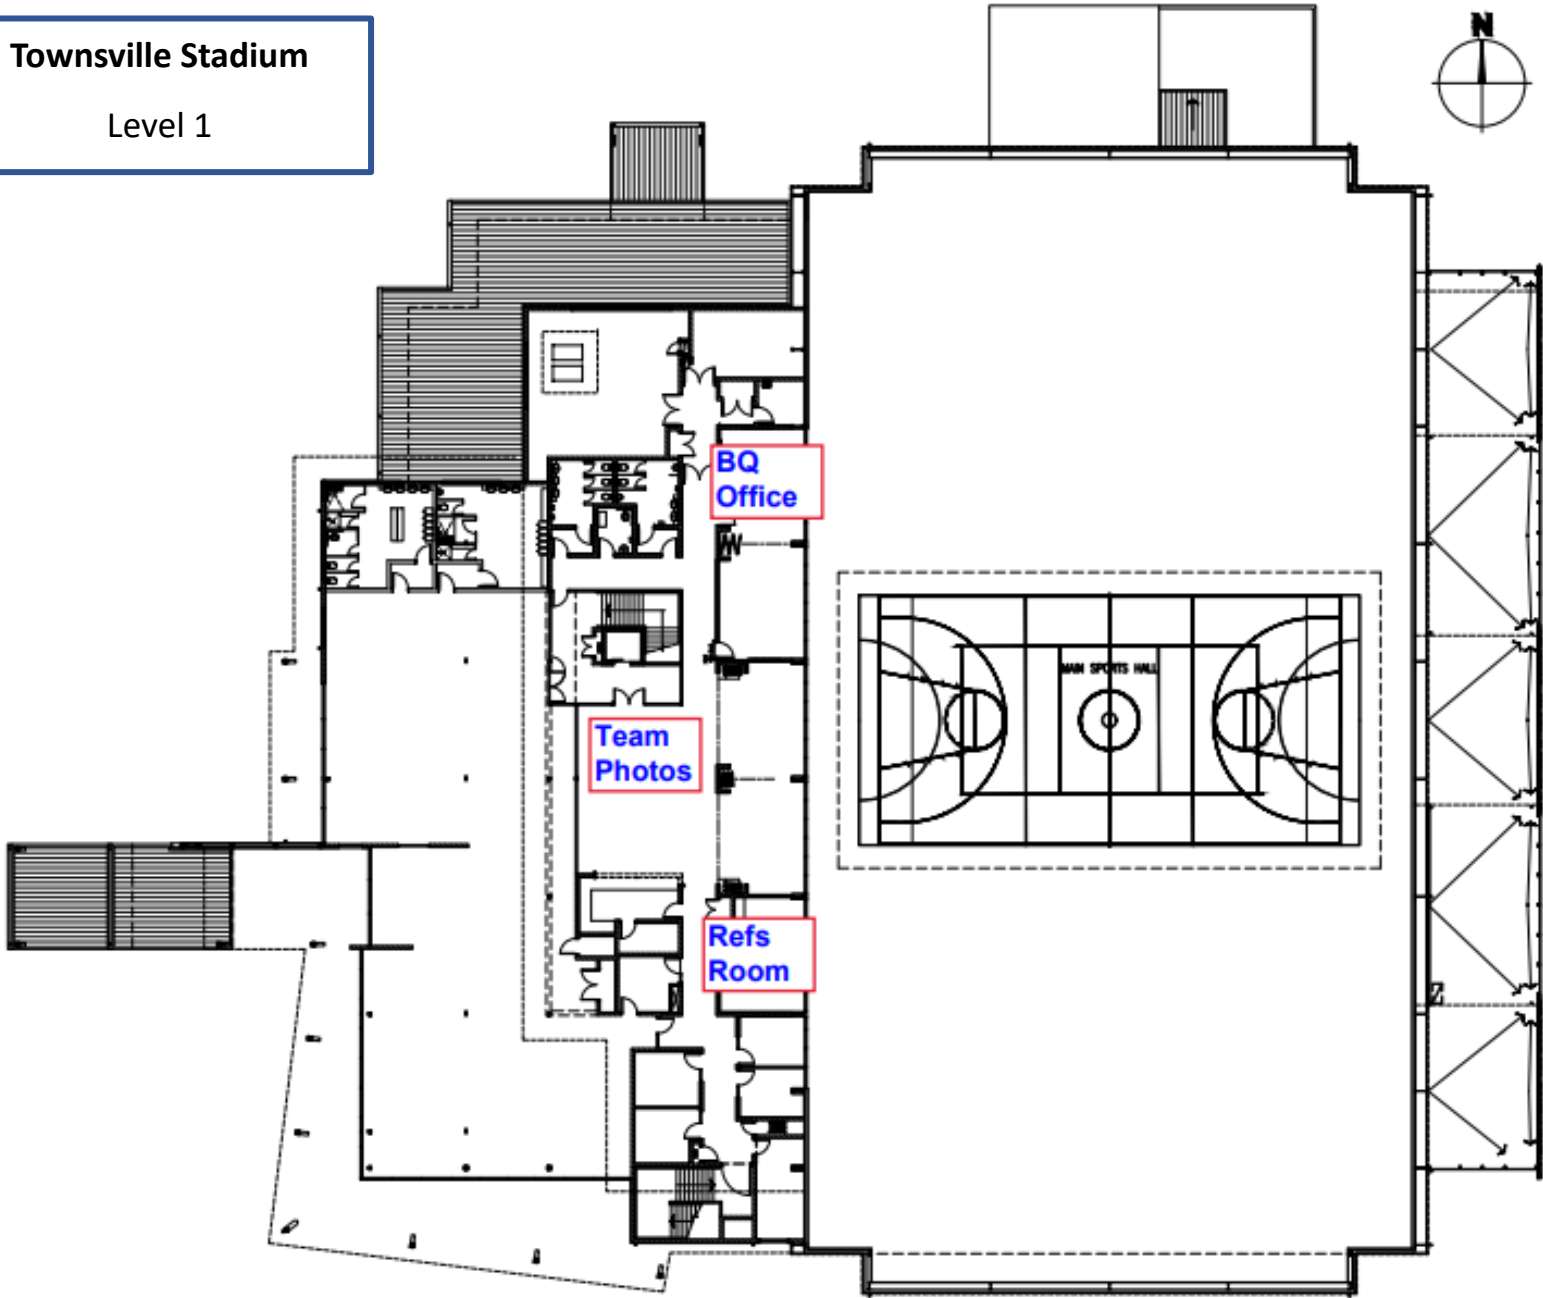 Townsville Stadium
Level 1
N
BQ
Office
MAIN SPORTS HALL
Team
Photos
Refs
Room